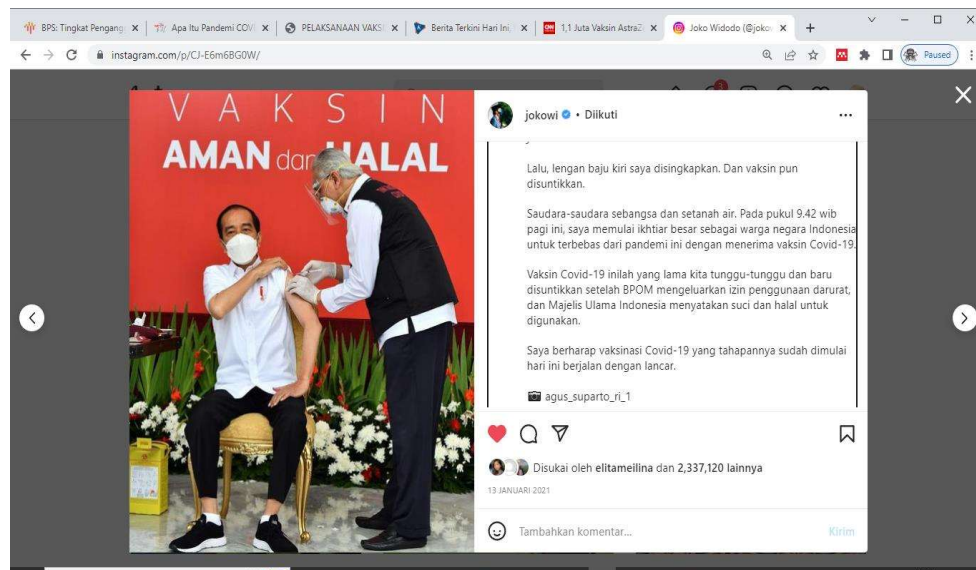 BPS: Tingkat Pengang
Apa Itu Pandemi COVI
PELAKSANAAN VAKSI
Berita Terkini Hari Ini,
1,1 Juta Vaksin AstraZ
Joko Widodo (@joko
instagram.com/p/CJ-E6m6BG0W/
Paused
VAKSIN
AMAN dan HALAL
jokowi • Diikuti
Lalu, lengan baju kiri saya disingkapkan. Dan vaksin pun
disuntikkan.
Saudara-saudara sebangsa dan setanah air. Pada pukul 9.42 wib
pagi ini, saya memulai ikhtiar besar sebagai warga negara Indonesia
untuk terbebas dari pandemi ini dengan menerima vaksin Covid-19.
Vaksin Covid-19 inilah yang lama kita tunggu-tunggu dan baru
disuntikkan setelah BPOM mengeluarkan izin penggunaan darurat,
dan Majelis Ulama Indonesia menyatakan suci dan halal untuk
digunakan.
Saya berharap vaksinasi Covid-19 yang tahapannya sudah dimulai
hari ini berjalan dengan lancar.
agus_suparto_ri_1
Disukai oleh elitameilina dan 2,337,120 lainnya
13 JANUARI 2021
Tambahkan komentar...
Kirim